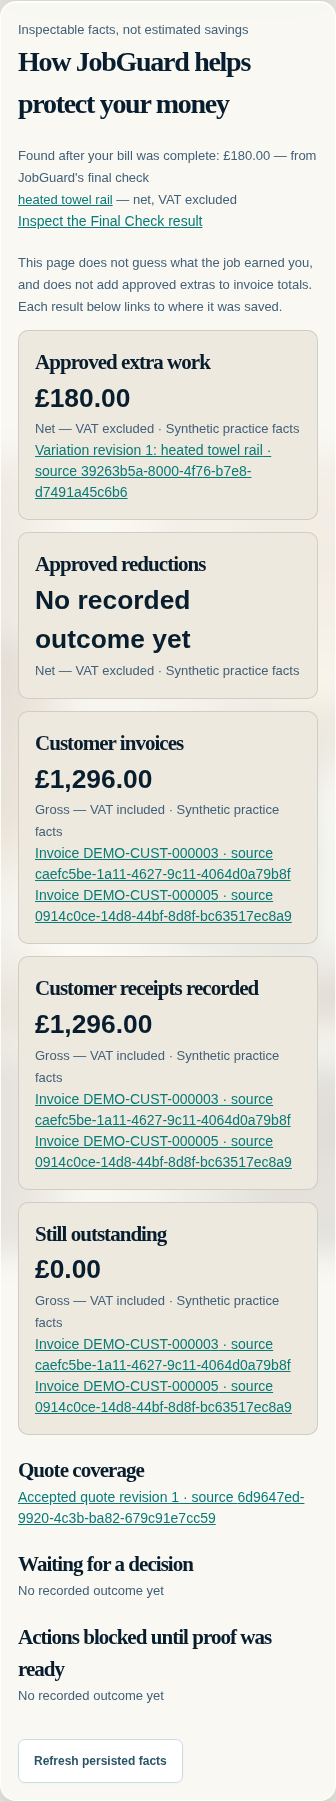 Inspectable facts, not estimated savings
How JobGuard helps
protect your money
Found after your bill was complete: £180.00 — from
JobGuard's final check
heated towel rail — net, VAT excluded
Inspect the Final Check result
This page does not guess what the job earned you,
and does not add approved extras to invoice totals.
Each result below links to where it was saved.
Approved extra work
£180.00
Net — VAT excluded · Synthetic practice facts
Variation revision 1: heated towel rail ·
source 39263b5a-8000-4f76-b7e8-
d7491a45c6b6
Approved reductions
No recorded
outcome yet
Net — VAT excluded · Synthetic practice facts
Customer invoices
£1,296.00
Gross — VAT included · Synthetic practice
facts
Invoice DEMO-CUST-000003 · source
caefc5be-1a11-4627-9c11-4064d0a79b8f
Invoice DEMO-CUST-000005 · source
0914c0ce-14d8-44bf-8d8f-bc63517ec8a9
Customer receipts recorded
£1,296.00
Gross — VAT included · Synthetic practice
facts
Invoice DEMO-CUST-000003 · source
caefc5be-1a11-4627-9c11-4064d0a79b8f
Invoice DEMO-CUST-000005 · source
0914c0ce-14d8-44bf-8d8f-bc63517ec8a9
Still outstanding
£0.00
Gross — VAT included · Synthetic practice
facts
Invoice DEMO-CUST-000003 · source
caefc5be-1a11-4627-9c11-4064d0a79b8f
Invoice DEMO-CUST-000005 · source
0914c0ce-14d8-44bf-8d8f-bc63517ec8a9
Quote coverage
Accepted quote revision 1 · source 6d9647ed-
9920-4c3b-ba82-679c91e7cc59
Waiting for a decision
No recorded outcome yet
Actions blocked until proof was
ready
No recorded outcome yet
Refresh persisted facts